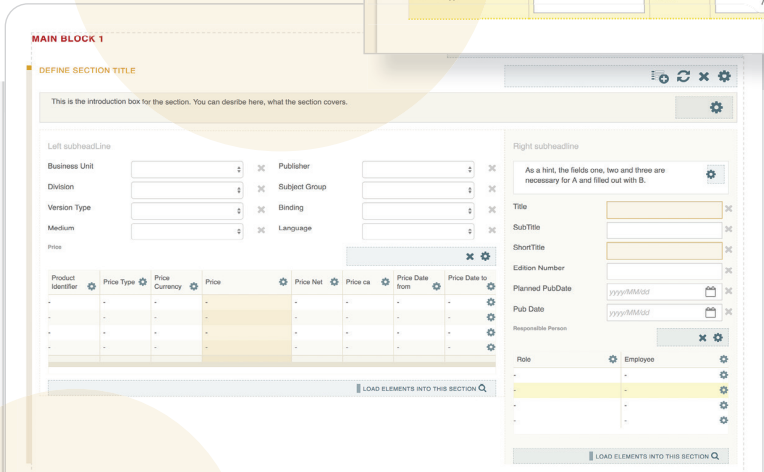 MAIN BLOCK 1
DEFINE SECTION TITLE
This is the introduction box for the section. You can desribe here, what the section covers.
Left subheadLine
Business Unit
Publisher
Division
Subject Group
Version Type
Binding
Medium
Language
Price
Product Identifier
Price Type
Price Currency
Price
Price Net
Price ca
Price Date from
Price Date to
- - - - - - - -
- - - - - - - -
- - - - - - - -
- - - - - - - -
LOAD ELEMENTS INTO THIS SECTION
Right subheadline
As a hint, the fields one, two and three are
necessary for A and filled out with B.
Title
SubTitle
ShortTitle
Edition Number
Planned PubDate yyyy/MM/dd
Pub Date yyyy/MM/dd
Responsible Person
Role Employee
- -
- -
- -
- -
LOAD ELEMENTS INTO THIS SECTION